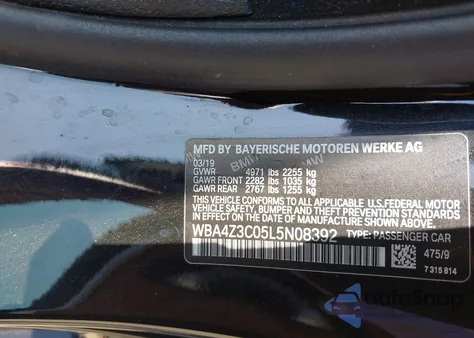 MFD BY BAYERISCHE MOTOREN WERKE AG
03/19
GVWR 4971 lbs 2255 kg
GAWR FRONT 2282 lbs 1035 kg
GAWR REAR 2767 lbs 1255 kg
THIS VEHICLE CONFORMS TO ALL APPLICABLE U.S.FEDERAL MOTOR
VEHICLE SAFETY, BUMPER AND THEFT PREVENTION STANDARDS
IN EFFECT ON THE DATE OF MANUFACTURE SHOWN ABOVE.
WBA4Z3C05L5N08392 TYPE: PASSENGER CAR
475/9
7 315 814
AutoSnap